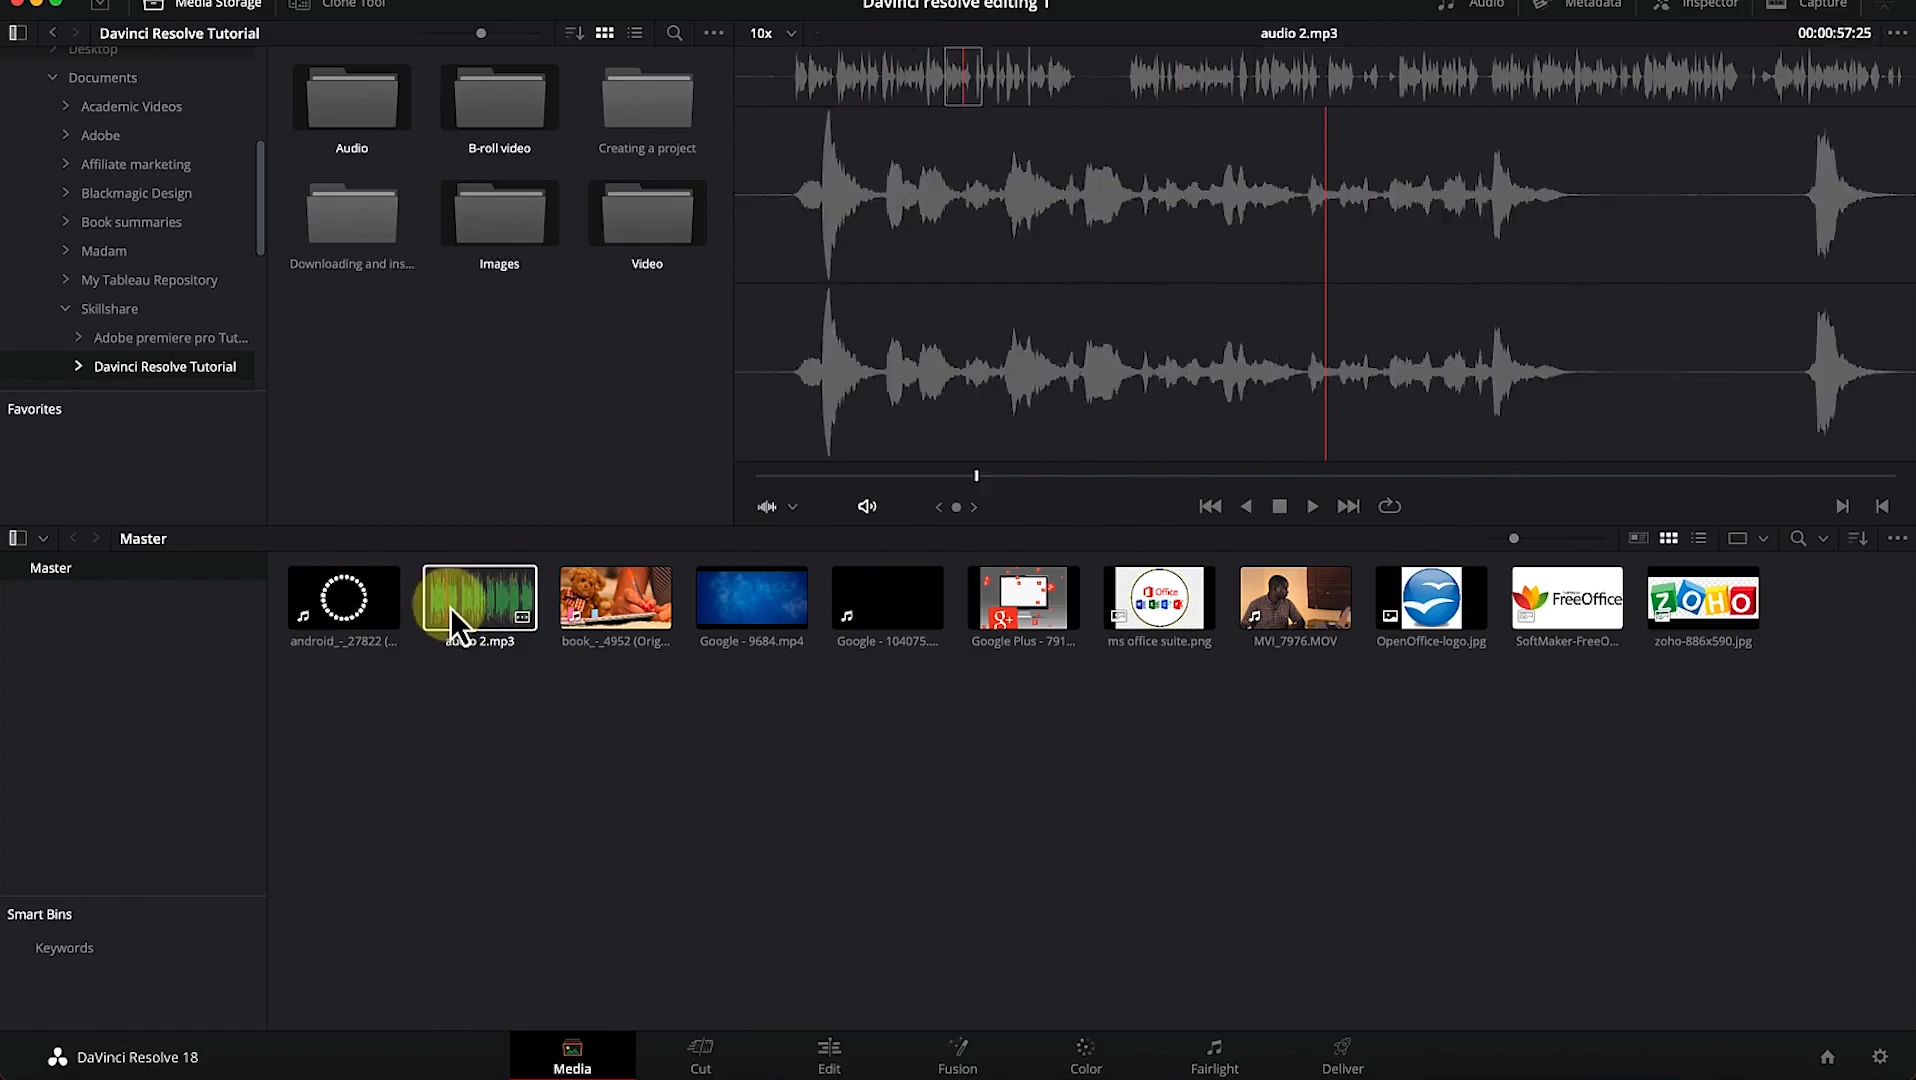 Media Storage
Clone Tool
Davinci resolve editing 1
Audio
Metadata
Inspector
Capture
Davinci Resolve Tutorial
10x
audio 2.mp3
00:00:57:25
Desktop
Documents
Academic Videos
Adobe
Affiliate marketing
Blackmagic Design
Book summaries
Madam
My Tableau Repository
Skillshare
Adobe premiere pro Tut...
Davinci Resolve Tutorial
Favorites
Audio
B-roll video
Creating a project
Downloading and ins...
Images
Video
Master
Master
Office
FreeOffice
ZOHO
g+
android_-_27822 (...
2.mp3
book_-_4952 (Orig...
Google - 9684.mp4
Google - 104075....
Google Plus - 791...
ms office suite.png
MVI_7976.MOV
OpenOffice-logo.jpg
SoftMaker-FreeO...
zoho-886x590.jpg
Smart Bins
Keywords
DaVinci Resolve 18
Media
Cut
Edit
Fusion
Color
Fairlight
Deliver